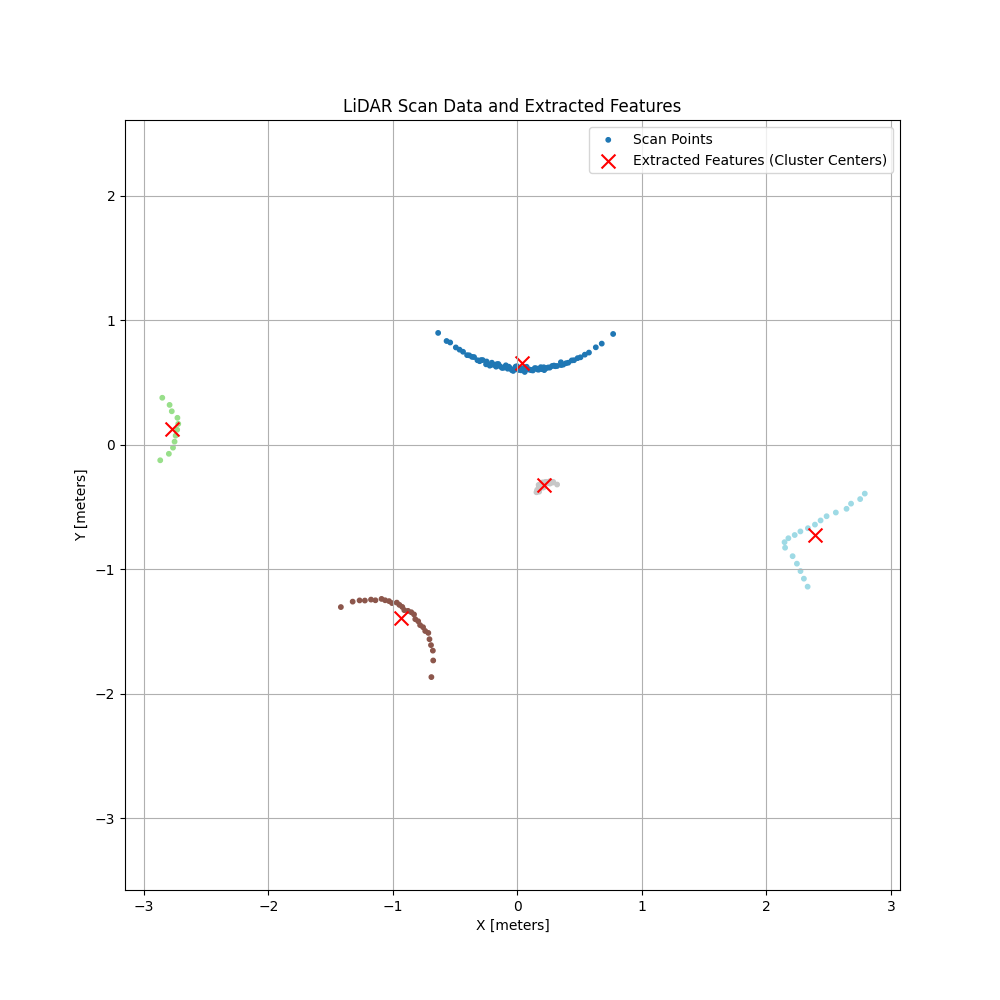 LiDAR Scan Data and Extracted Features
Scan Points
Extracted Features (Cluster Centers)
Y [meters]
2
1
0
−1
−2
−3
−3
−2
−1
0
1
2
3
X [meters]